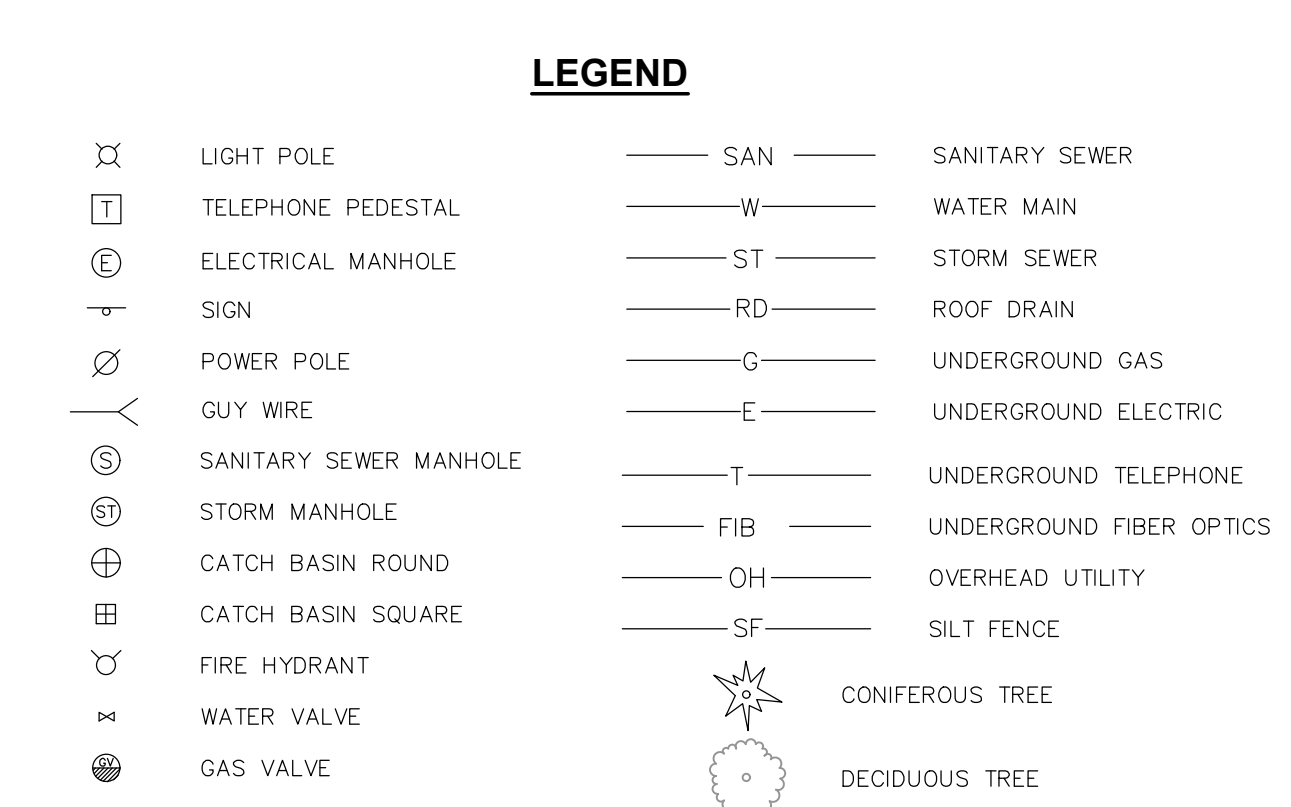 LEGEND
LIGHT POLE
T TELEPHONE PEDESTAL
E ELECTRICAL MANHOLE
SIGN
POWER POLE
GUY WIRE
S SANITARY SEWER MANHOLE
ST STORM MANHOLE
CATCH BASIN ROUND
CATCH BASIN SQUARE
FIRE HYDRANT
WATER VALVE
GV GAS VALVE
SAN SANITARY SEWER
W WATER MAIN
ST STORM SEWER
RD ROOF DRAIN
G UNDERGROUND GAS
E UNDERGROUND ELECTRIC
T UNDERGROUND TELEPHONE
FIB UNDERGROUND FIBER OPTICS
OH OVERHEAD UTILITY
SF SILT FENCE
CONIFEROUS TREE
DECIDUOUS TREE